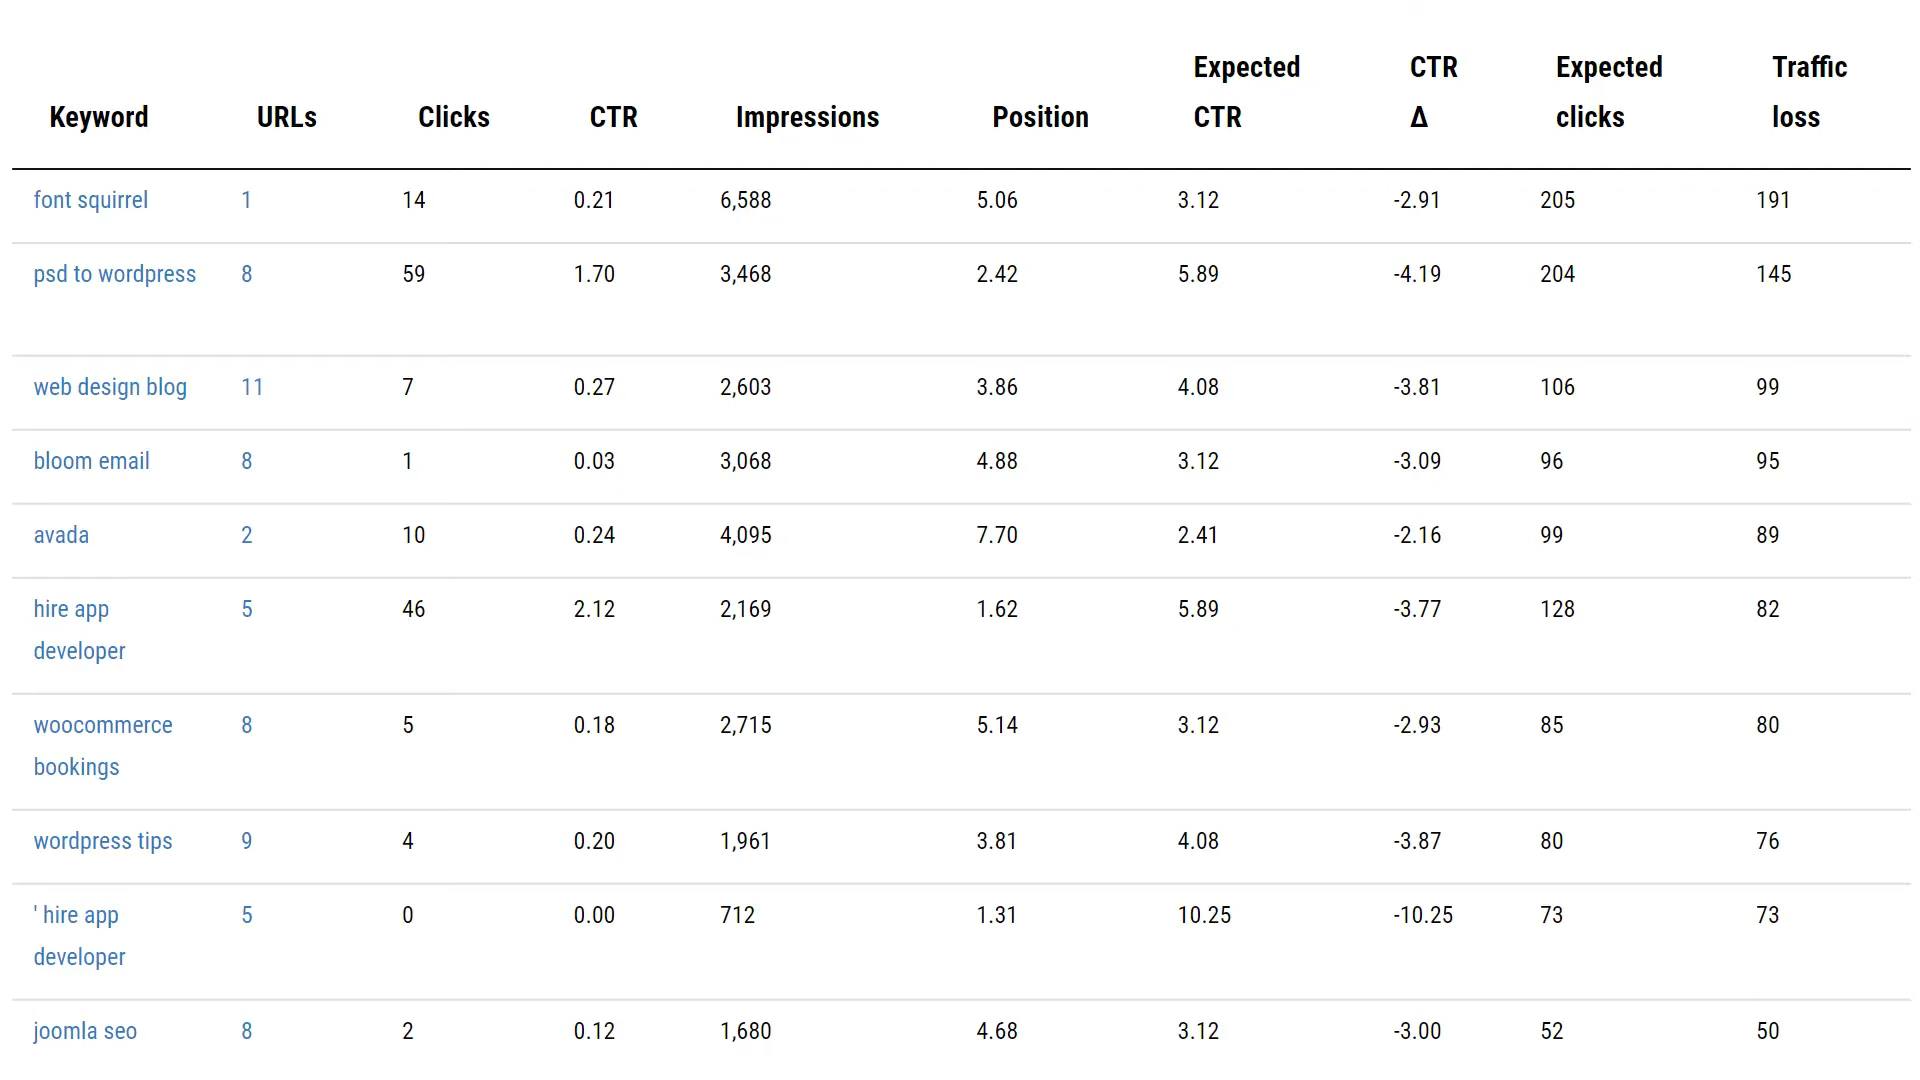 Keyword URLs Clicks CTR Impressions Position Expected CTR CTR Δ Expected clicks Traffic loss
font squirrel 1 14 0.21 6,588 5.06 3.12 -2.91 205 191
psd to wordpress 8 59 1.70 3,468 2.42 5.89 -4.19 204 145
web design blog 11 7 0.27 2,603 3.86 4.08 -3.81 106 99
bloom email 8 1 0.03 3,068 4.88 3.12 -3.09 96 95
avada 2 10 0.24 4,095 7.70 2.41 -2.16 99 89
hire app developer 5 46 2.12 2,169 1.62 5.89 -3.77 128 82
woocommerce bookings 8 5 0.18 2,715 5.14 3.12 -2.93 85 80
wordpress tips 9 4 0.20 1,961 3.81 4.08 -3.87 80 76
' hire app developer 5 0 0.00 712 1.31 10.25 -10.25 73 73
joomla seo 8 2 0.12 1,680 4.68 3.12 -3.00 52 50